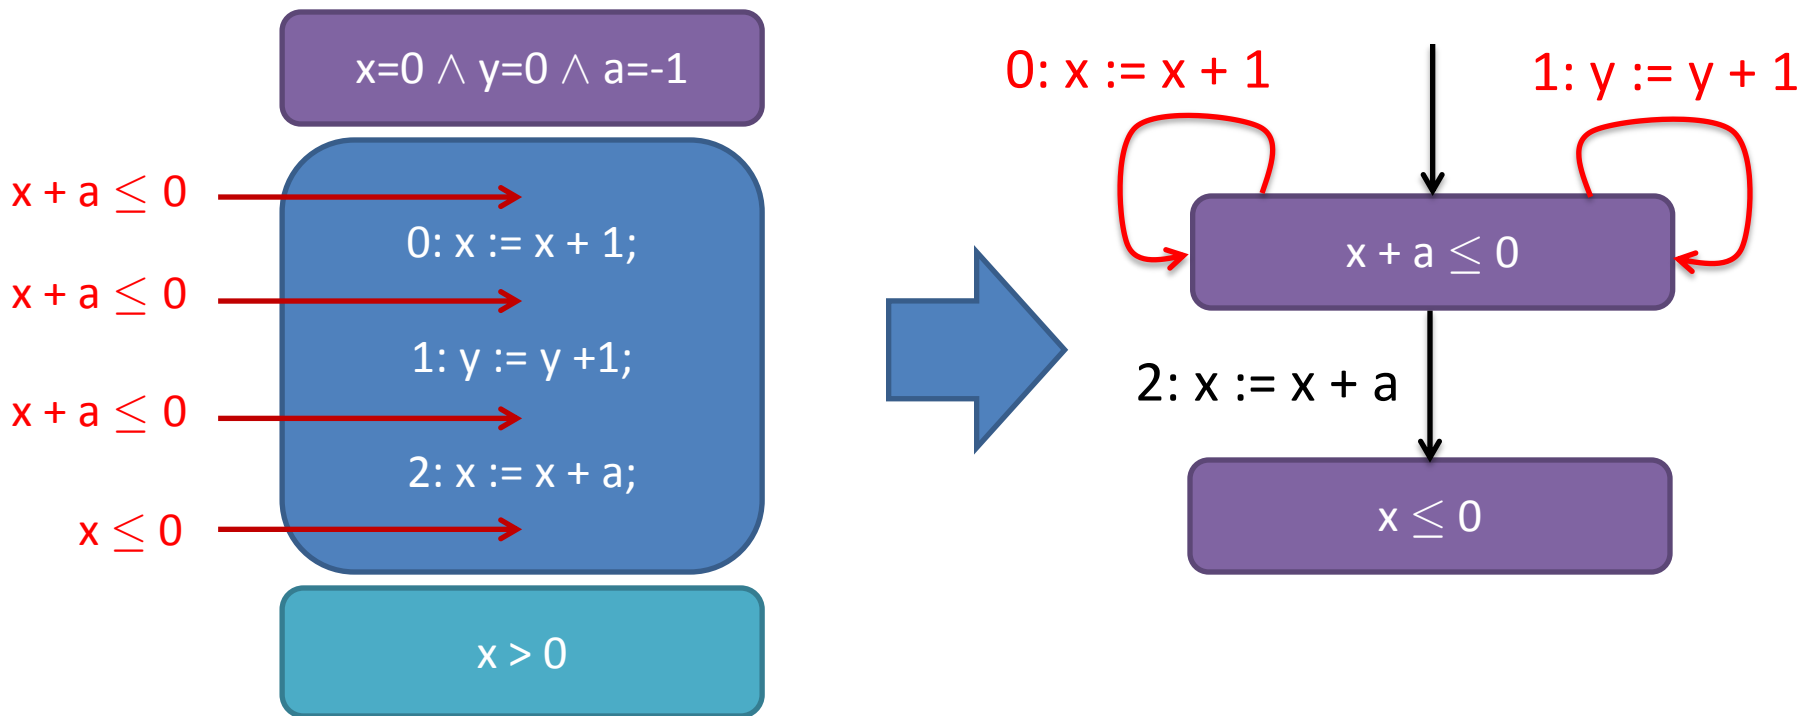 x=0 ∧ y=0 ∧ a=-1
x + a ≤ 0
0: x := x + 1;
x + a ≤ 0
1: y := y +1;
x + a ≤ 0
2: x := x + a;
x ≤ 0
x > 0
0: x := x + 1
1: y := y + 1
x + a ≤ 0
2: x := x + a
x ≤ 0